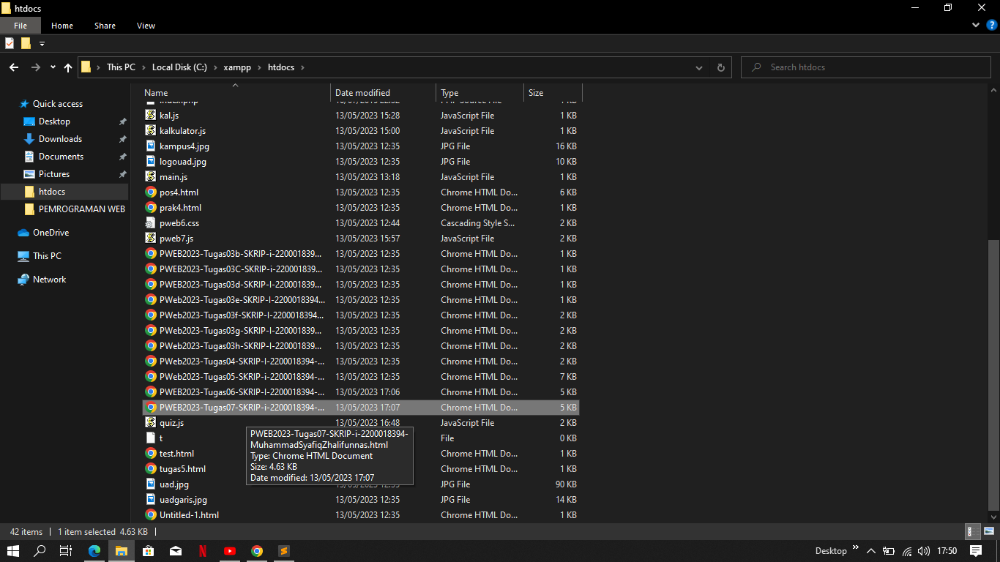 htdocs
File Home Share View
This PC Local Disk (C:) xampp htdocs
Search htdocs
Name Date modified Type Size
Quick access
Desktop
Downloads
Documents
Pictures
htdocs
PEMROGRAMAN WEB
OneDrive
This PC
Network
kal.js 13/05/2023 15:28 JavaScript File 1 KB
kalkulator.js 13/05/2023 15:00 JavaScript File 1 KB
kampus4.jpg 13/05/2023 12:35 JPG File 16 KB
logouad.jpg 13/05/2023 12:35 JPG File 10 KB
main.js 13/05/2023 13:18 JavaScript File 1 KB
pos4.html 13/05/2023 12:35 Chrome HTML Do... 6 KB
prak4.html 13/05/2023 12:35 Chrome HTML Do... 1 KB
pweb6.css 13/05/2023 12:44 Cascading Style S... 2 KB
pweb7.js 13/05/2023 15:57 JavaScript File 2 KB
PWEB2023-Tugas03b-SKRIP-i-220001839... 13/05/2023 12:35 Chrome HTML Do... 1 KB
PWEB2023-Tugas03C-SKRIP-i-220001839... 13/05/2023 12:35 Chrome HTML Do... 1 KB
PWEB2023-Tugas03d-SKRIP-I-220001839... 13/05/2023 12:35 Chrome HTML Do... 1 KB
PWeb2023-Tugas03e-SKRIP-I-2200018394... 13/05/2023 12:35 Chrome HTML Do... 1 KB
PWeb2023-Tugas03f-SKRIP-I-2200018394... 13/05/2023 12:35 Chrome HTML Do... 2 KB
PWeb2023-Tugas03g-SKRIP-I-220001839... 13/05/2023 12:35 Chrome HTML Do... 2 KB
PWeb2023-Tugas03h-SKRIP-I-220001839... 13/05/2023 12:35 Chrome HTML Do... 2 KB
PWeb2023-Tugas04-SKRIP-I-2200018394-... 13/05/2023 12:35 Chrome HTML Do... 2 KB
PWeb2023-Tugas05-SKRIP-i-2200018394-... 13/05/2023 12:35 Chrome HTML Do... 7 KB
PWEB2023-Tugas06-SKRIP-I-2200018394-... 13/05/2023 17:06 Chrome HTML Do... 5 KB
PWEB2023-Tugas07-SKRIP-i-2200018394-... 13/05/2023 17:07 Chrome HTML Do... 5 KB
quiz.js 13/05/2023 16:48 JavaScript File 2 KB
t File 0 KB
test.html Chrome HTML Do... 1 KB
tugas5.html Chrome HTML Do... 1 KB
uad.jpg 13/05/2023 12:35 JPG File 90 KB
uadgaris.jpg 13/05/2023 12:35 JPG File 14 KB
Untitled-1.html 13/05/2023 12:35 Chrome HTML Do... 1 KB
PWEB2023-Tugas07-SKRIP-i-2200018394-
MuhammadSyafiqZhalifunnas.html
Type: Chrome HTML Document
Size: 4.63 KB
Date modified: 13/05/2023 17:07
42 items 1 item selected 4.63 KB
Desktop 17:50